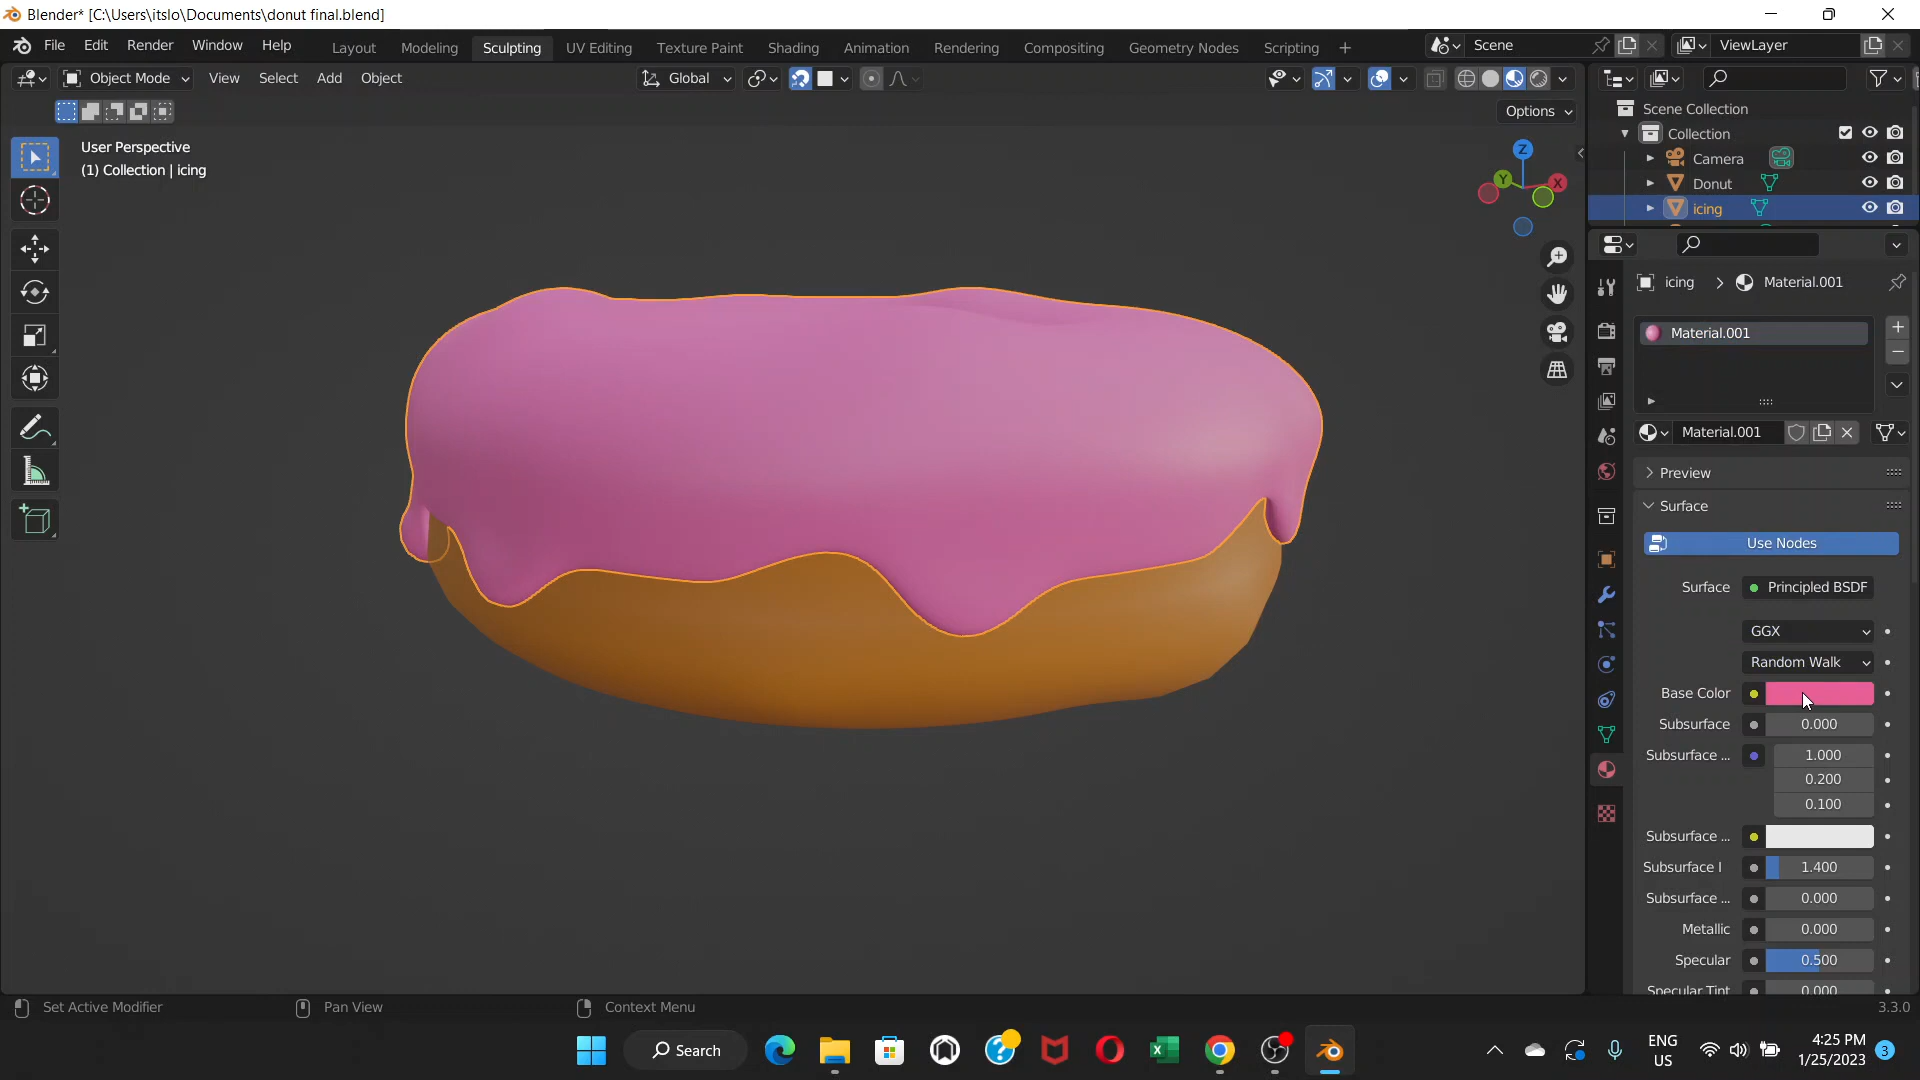 Blender* [C:\Users\itslo\Documents\donut final.blend]
File Edit Render Window Help Layout Modeling Sculpting UV Editing Texture Paint Shading Animation Rendering Compositing Geometry Nodes Scripting + Scene ViewLayer
Object Mode View Select Add Object Global
Options
User Perspective
(1) Collection | icing
Z
Y X
Scene Collection
Collection
Camera
Donut
icing
icing > Material.001
Material.001
Material.001
Preview
Surface
Use Nodes
Surface Principled BSDF
GGX
Random Walk
Base Color
Subsurface 0.000
Subsurface ... 1.000
0.200
0.100
Subsurface ...
Subsurface I 1.400
Subsurface ... 0.000
Metallic 0.000
Specular 0.500
Specular Tint 0.000
Set Active Modifier Pan View Context Menu 3.3.0
Search
ENG
US
4:25 PM
1/25/2023
3